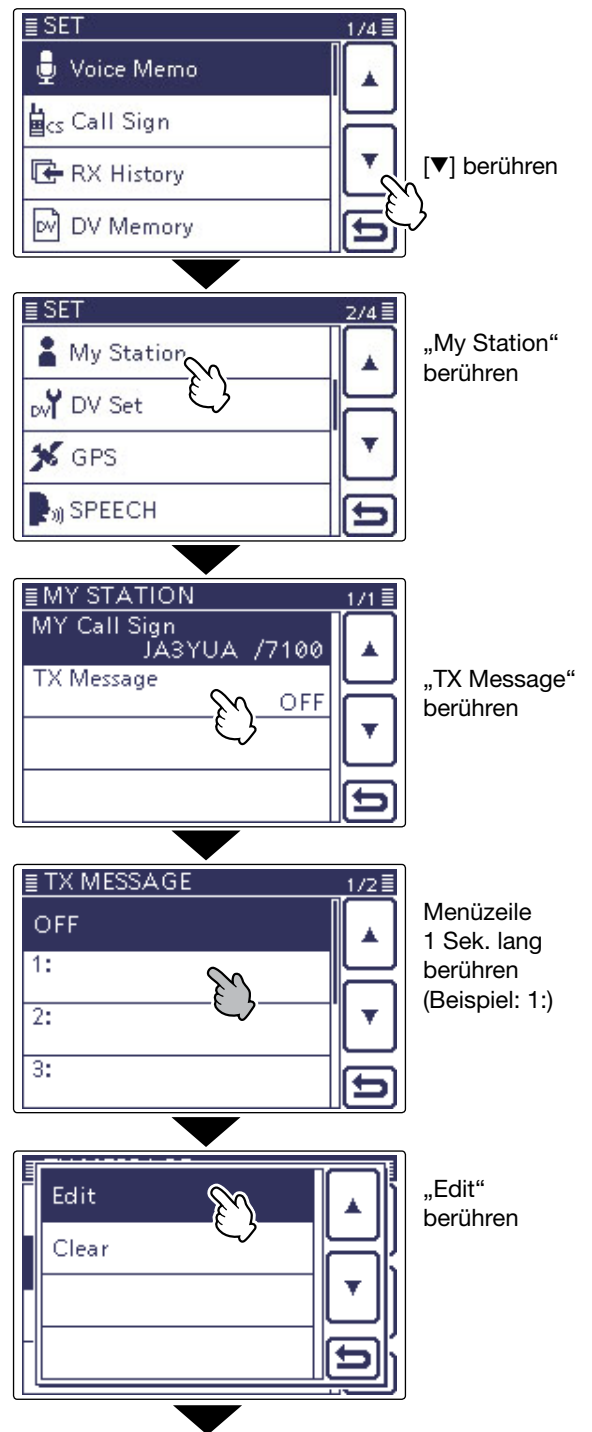 SET 1/4
Voice Memo
CS Call Sign
RX History
DV DV Memory
[▼] berühren
SET 2/4
My Station
DV DV Set
GPS
SPEECH
„My Station“
berühren
MY STATION 1/1
MY Call Sign
JA3YUA /7100
TX Message
OFF
„TX Message“
berühren
TX MESSAGE 1/2
OFF
1:
2:
3:
Menüzeile
1 Sek. lang
berühren
(Beispiel: 1:)
Edit
Clear
„Edit“
berühren